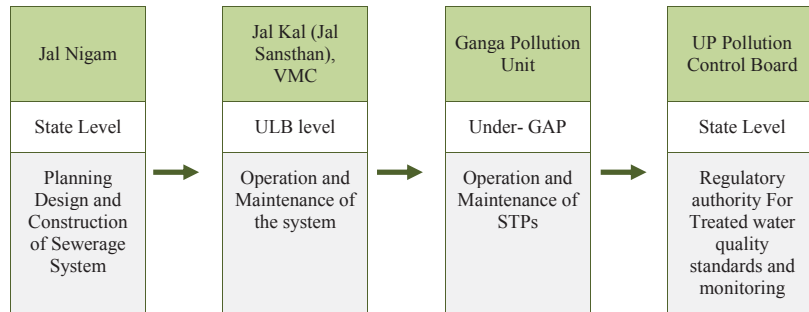 Jal Nigam
State Level
Planning
Design and
Construction
of Sewerage
System
Jal Kal (Jal
Sansthan),
VMC
ULB level
Operation and
Maintenance of
the system
Ganga Pollution
Unit
Under- GAP
Operation and
Maintenance of
STPs
UP Pollution
Control Board
State Level
Regulatory
authority For
Treated water
quality
standards and
monitoring